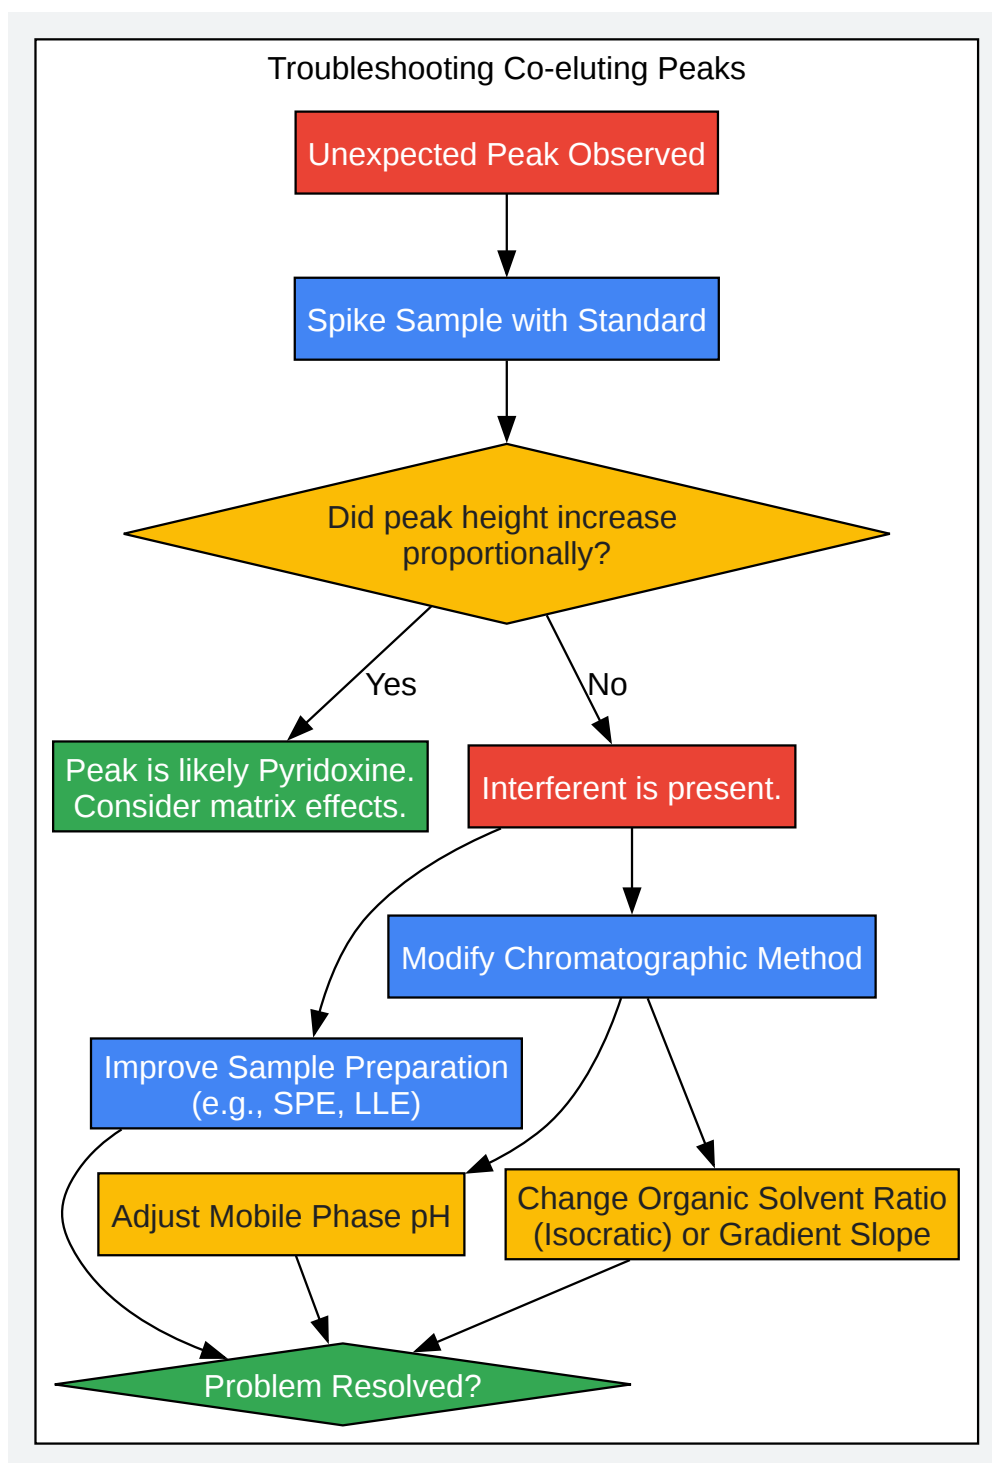 Troubleshooting Co-eluting Peaks
Unexpected Peak Observed
Spike Sample with Standard
Did peak height increase
proportionally?
Yes
No
Peak is likely Pyridoxine.
Consider matrix effects.
Interferent is present.
Modify Chromatographic Method
Improve Sample Preparation
(e.g., SPE, LLE)
Adjust Mobile Phase pH
Change Organic Solvent Ratio
(Isocratic) or Gradient Slope
Problem Resolved?